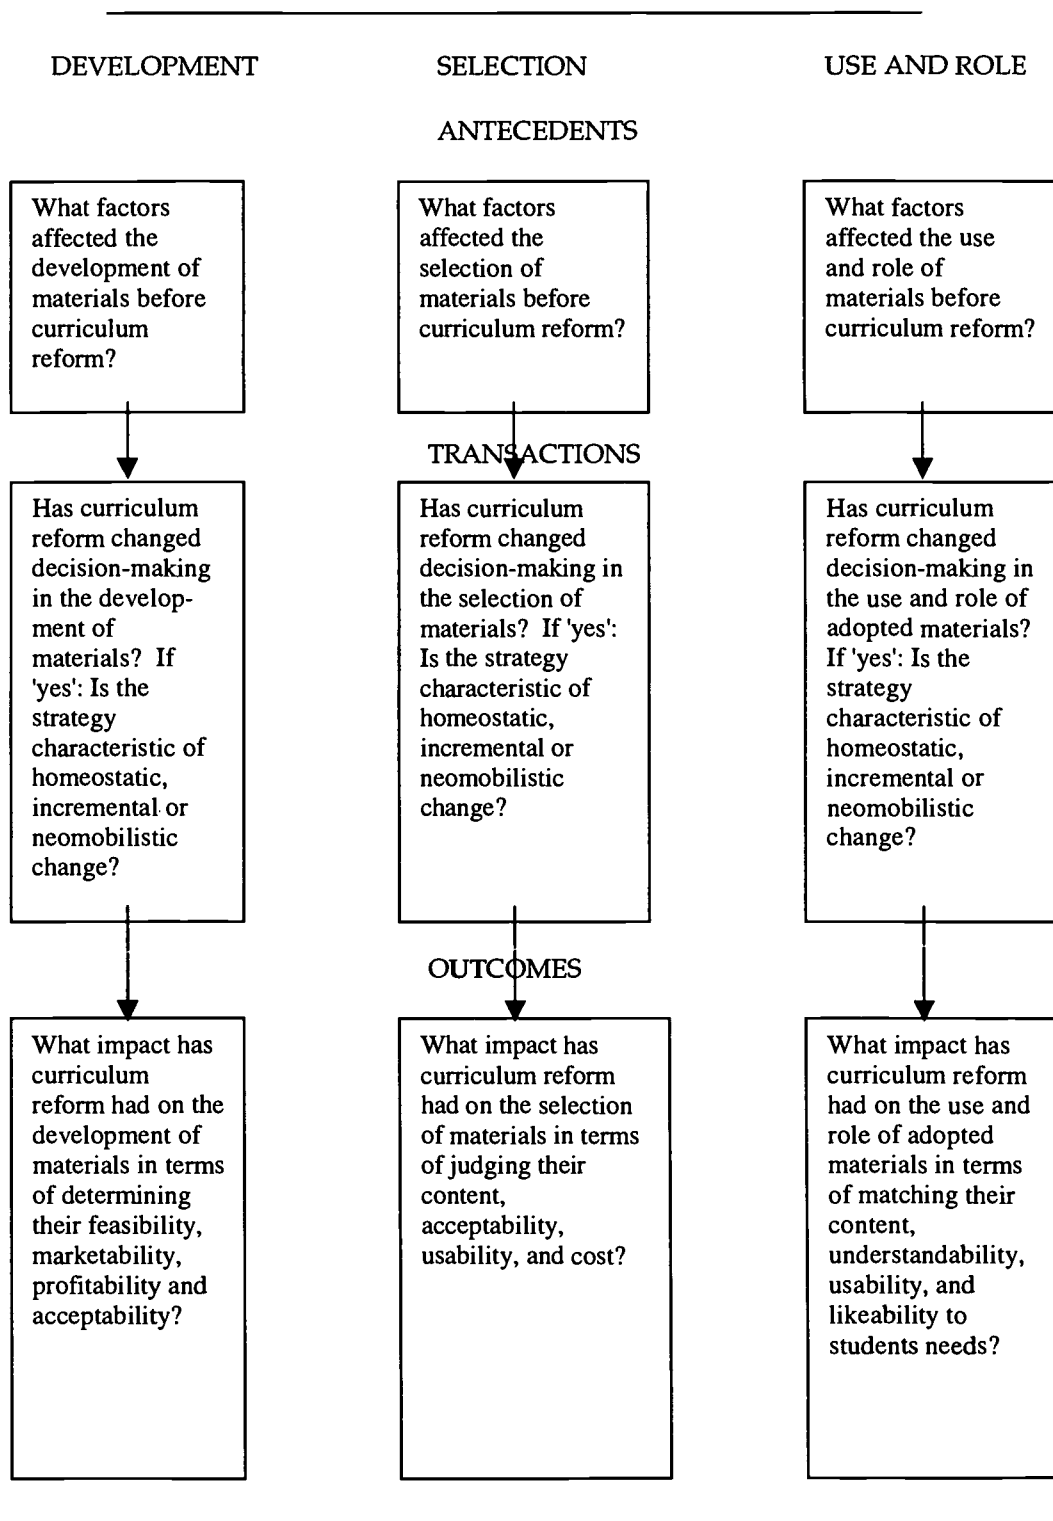 DEVELOPMENT
SELECTION
USE AND ROLE
ANTECEDENTS
What factors
affected the
development of
materials before
curriculum
reform?
What factors
affected the
selection of
materials before
curriculum reform?
What factors
affected the use
and role of
materials before
curriculum reform?
TRANSACTIONS
Has curriculum
reform changed
decision-making
in the develop-
ment of
materials?  If
'yes': Is the
strategy
characteristic of
homeostatic,
incremental or
neomobilistic
change?
Has curriculum
reform changed
decision-making in
the selection of
materials?  If 'yes':
Is the strategy
characteristic of
homeostatic,
incremental or
neomobilistic
change?
Has curriculum
reform changed
decision-making in
the use and role of
adopted materials?
If 'yes': Is the
strategy
characteristic of
homeostatic,
incremental or
neomobilistic
change?
OUTCOMES
What impact has
curriculum
reform had on the
development of
materials in terms
of determining
their feasibility,
marketability,
profitability and
acceptability?
What impact has
curriculum reform
had on the selection
of materials in terms
of judging their
content,
acceptability,
usability, and cost?
What impact has
curriculum reform
had on the use and
role of adopted
materials in terms
of matching their
content,
understandability,
usability, and
likeability to
students needs?